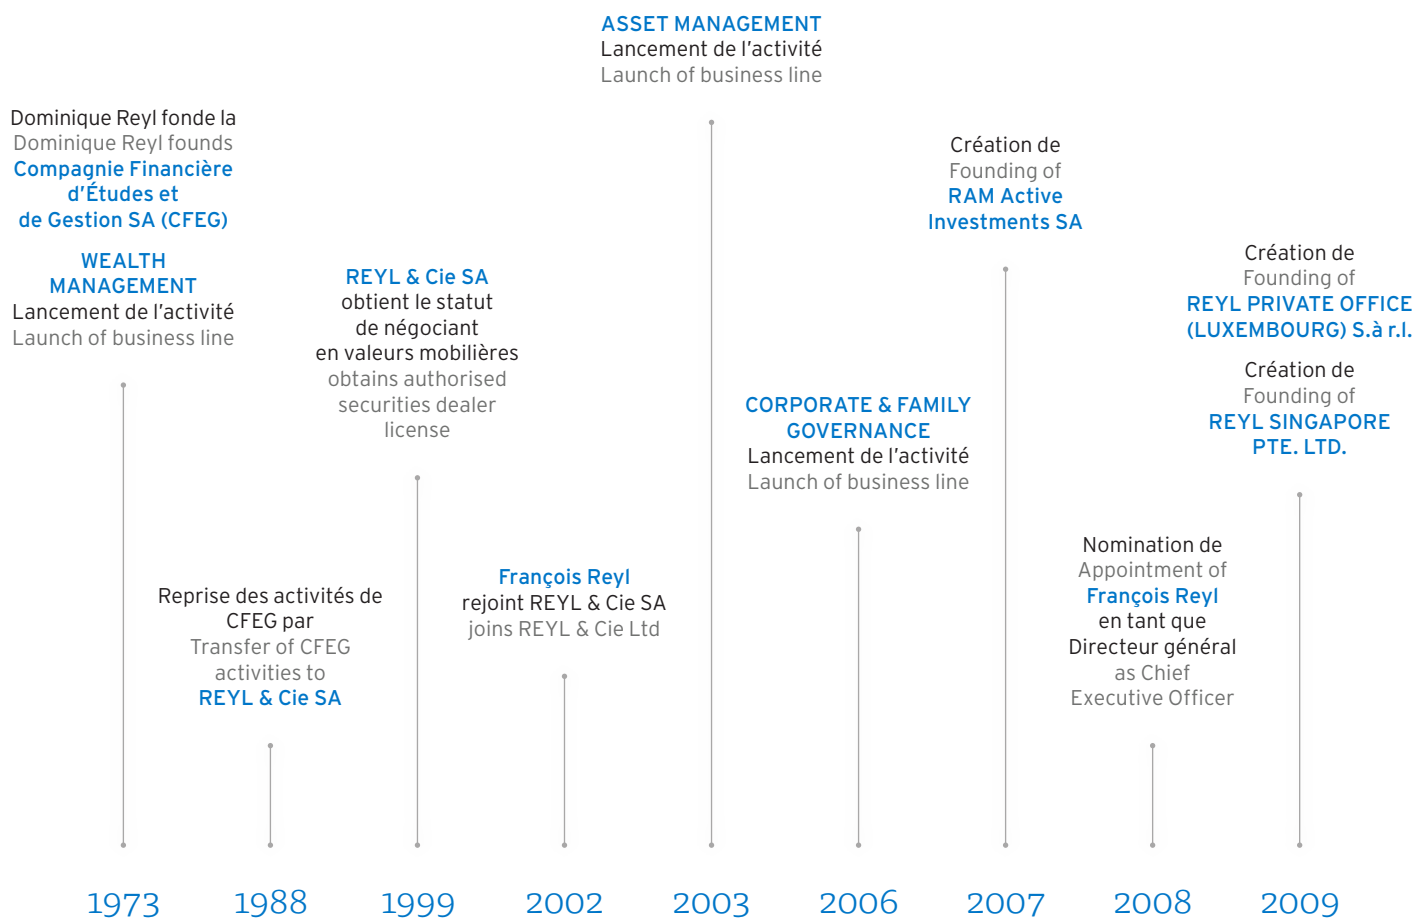 Dominique Reyl fonde la
Dominique Reyl founds
Compagnie Financière
d'Études et
de Gestion SA (CFEG)
WEALTH
MANAGEMENT
Lancement de l'activité
Launch of business line
1973
Reprise des activités de
CFEG par
Transfer of CFEG
activities to
REYL & Cie SA
1988
REYL & Cie SA
obtient le statut
de négociant
en valeurs mobilières
obtains authorised
securities dealer
license
1999
François Reyl
rejoint REYL & Cie SA
joins REYL & Cie Ltd
2002
ASSET MANAGEMENT
Lancement de l'activité
Launch of business line
2003
CORPORATE & FAMILY
GOVERNANCE
Lancement de l'activité
Launch of business line
2006
Création de
Founding of
RAM Active
Investments SA
2007
Nomination de
Appointment of
François Reyl
en tant que
Directeur général
as Chief
Executive Officer
2008
Création de
Founding of
REYL PRIVATE OFFICE
(LUXEMBOURG) S.à r.l.
Création de
Founding of
REYL SINGAPORE
PTE. LTD.
2009